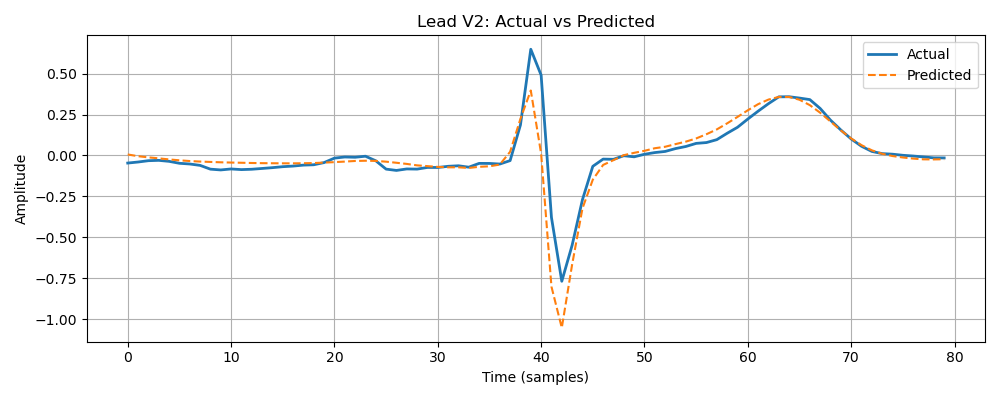 Lead V2: Actual vs Predicted
Actual
Predicted
0.50
0.25
0.00
−0.25
−0.50
−0.75
−1.00
Amplitude
0 10 20 30 40 50 60 70 80
Time (samples)